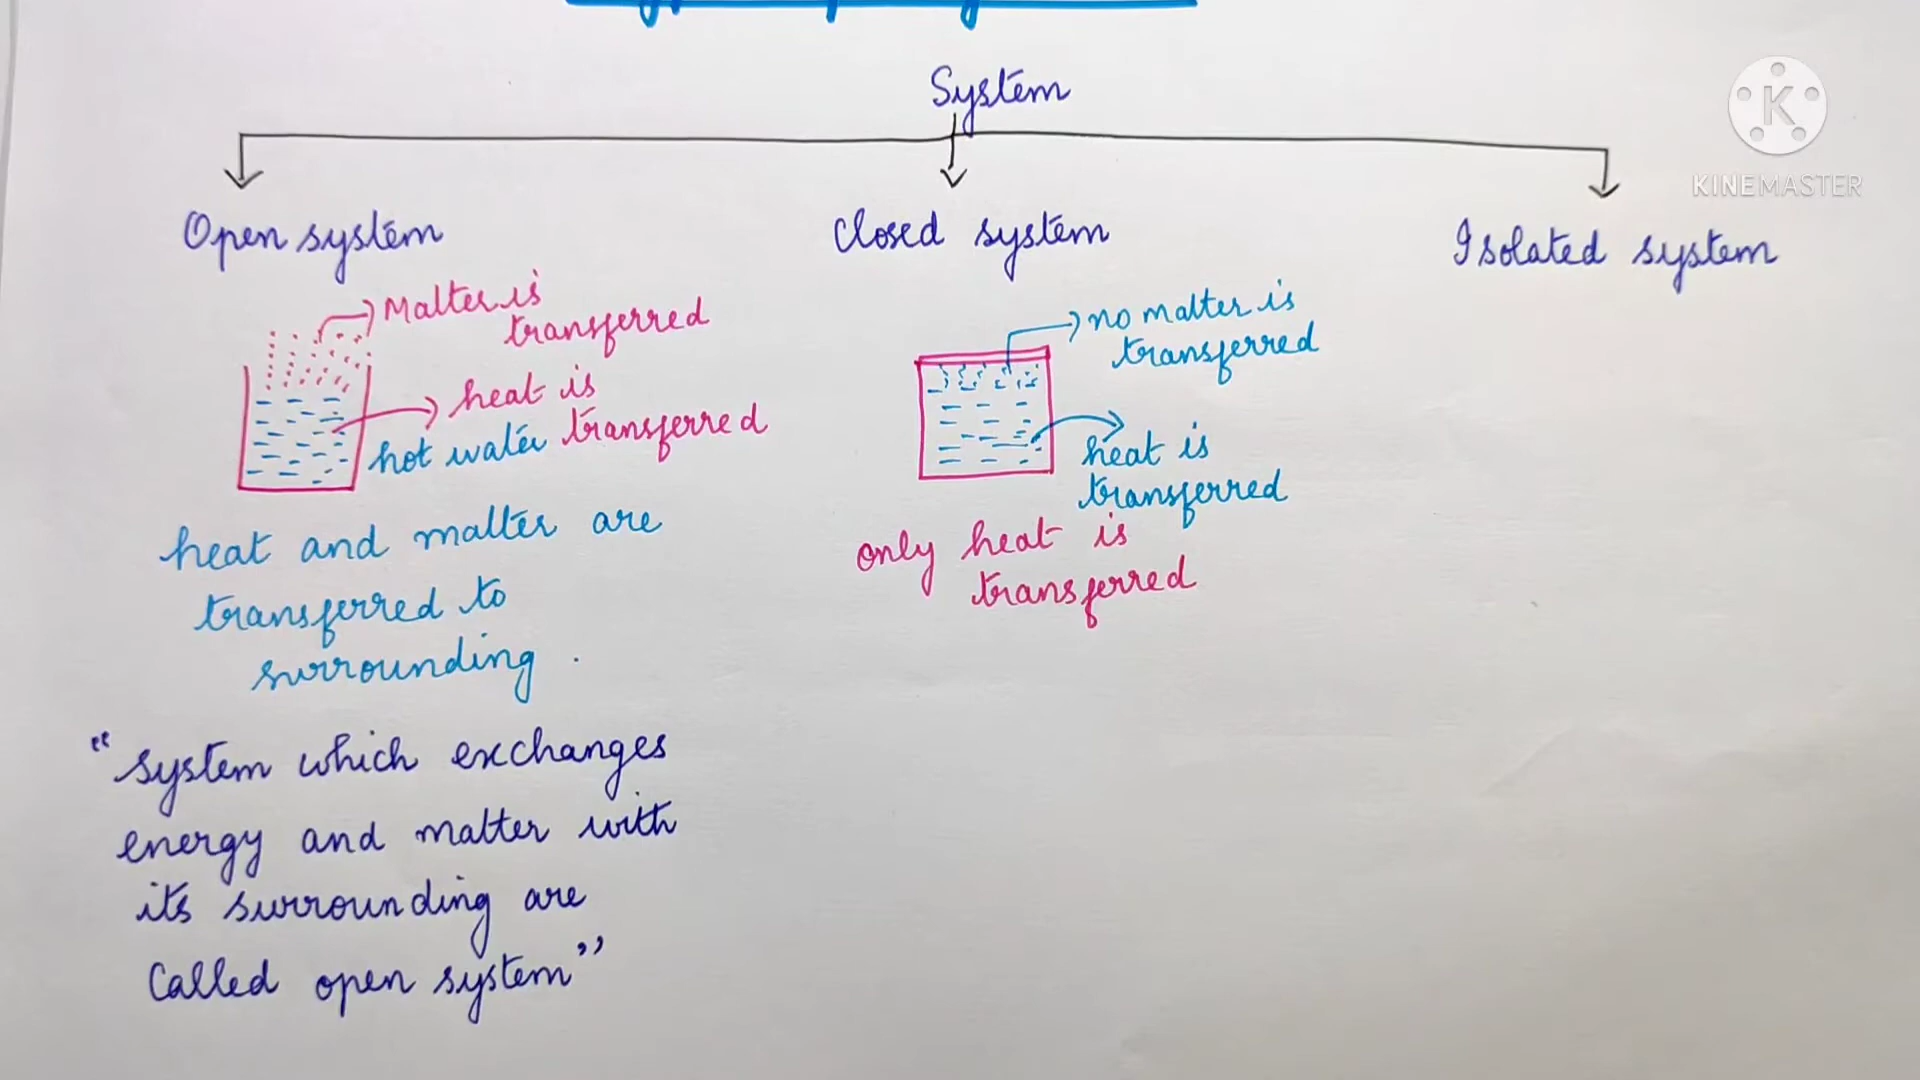 System
Open system
Closed system
Isolated system
Matter is
transferred
heat is
transferred
hot water
heat and matter are
transferred to
surrounding .
"system which exchanges
energy and matter with
its surrounding are
Called open system"
no matter is
transferred
heat is
transferred
only heat is
transferred
K
KINEMASTER